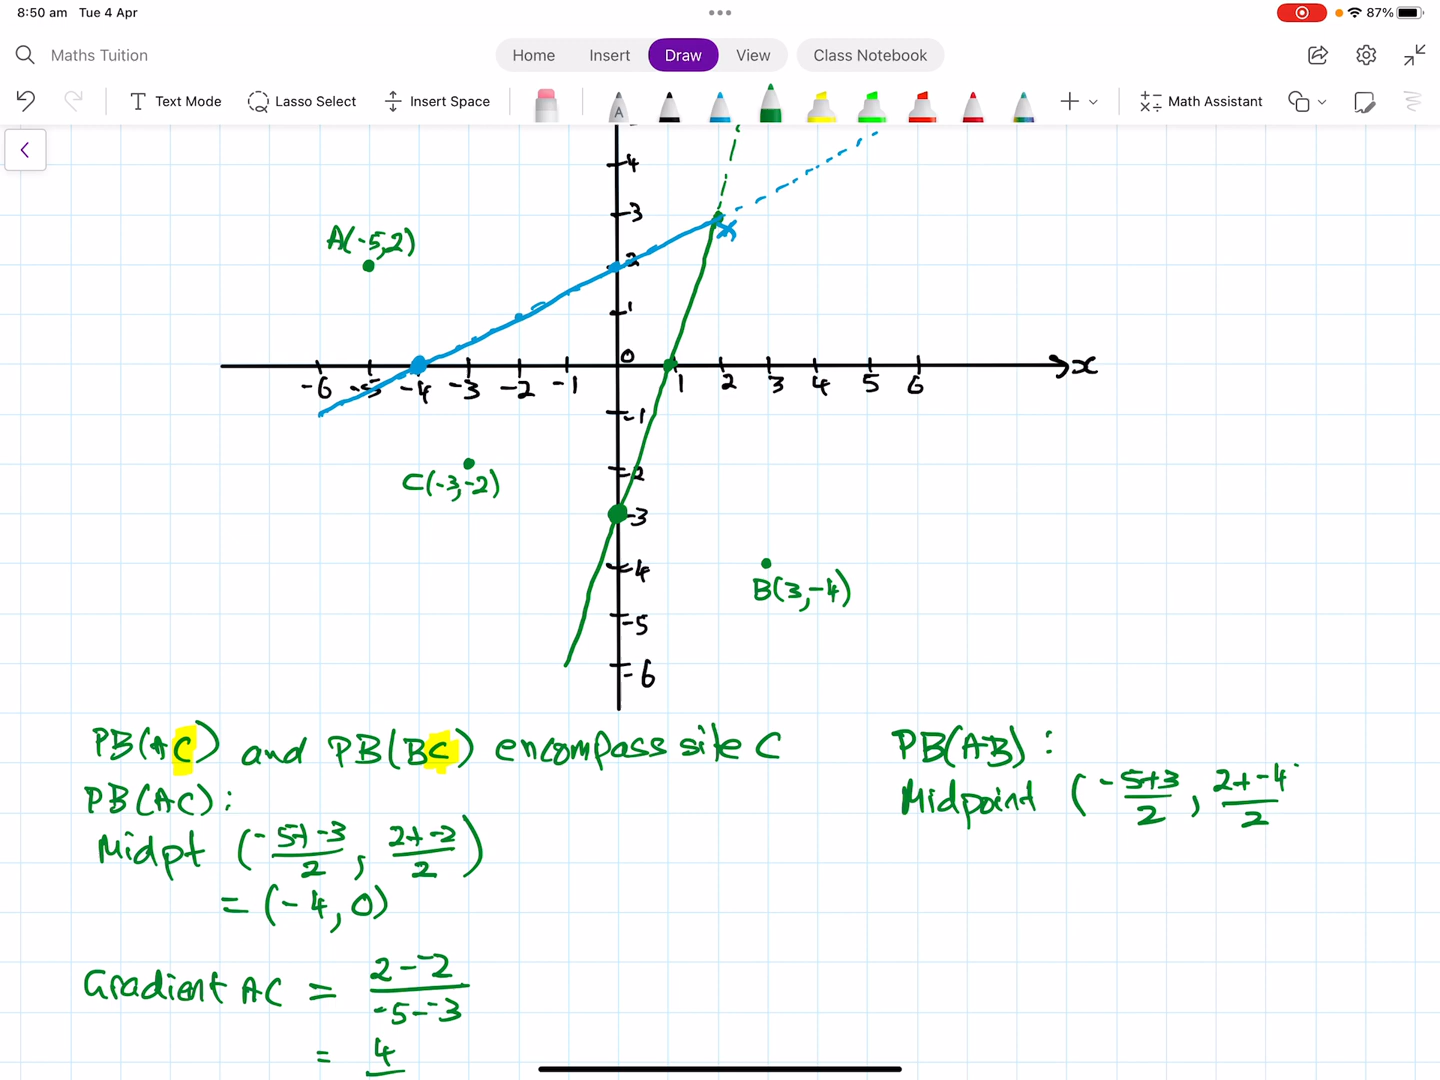 8:50 am Tue 4 Apr
87%
Maths Tuition
Home Insert Draw View Class Notebook
Text Mode Lasso Select Insert Space A Math Assistant
4
3
2
1
0
-6 -5 -4 -3 -2 -1 1 2 3 4 5 6 x
-1
-2
-3
-4
-5
-6
A(-5,2)
C(-3,-2)
B(3,-4)
PB(AC) and PB(BC) encompass site C
PB(AC):
Midpt (-5+-3/2, 2+-2/2)
= (-4,0)
Gradient AC = 2--2/-5--3
= 4
PB(AB):
Midpoint (-5+3/2, 2+-4/2